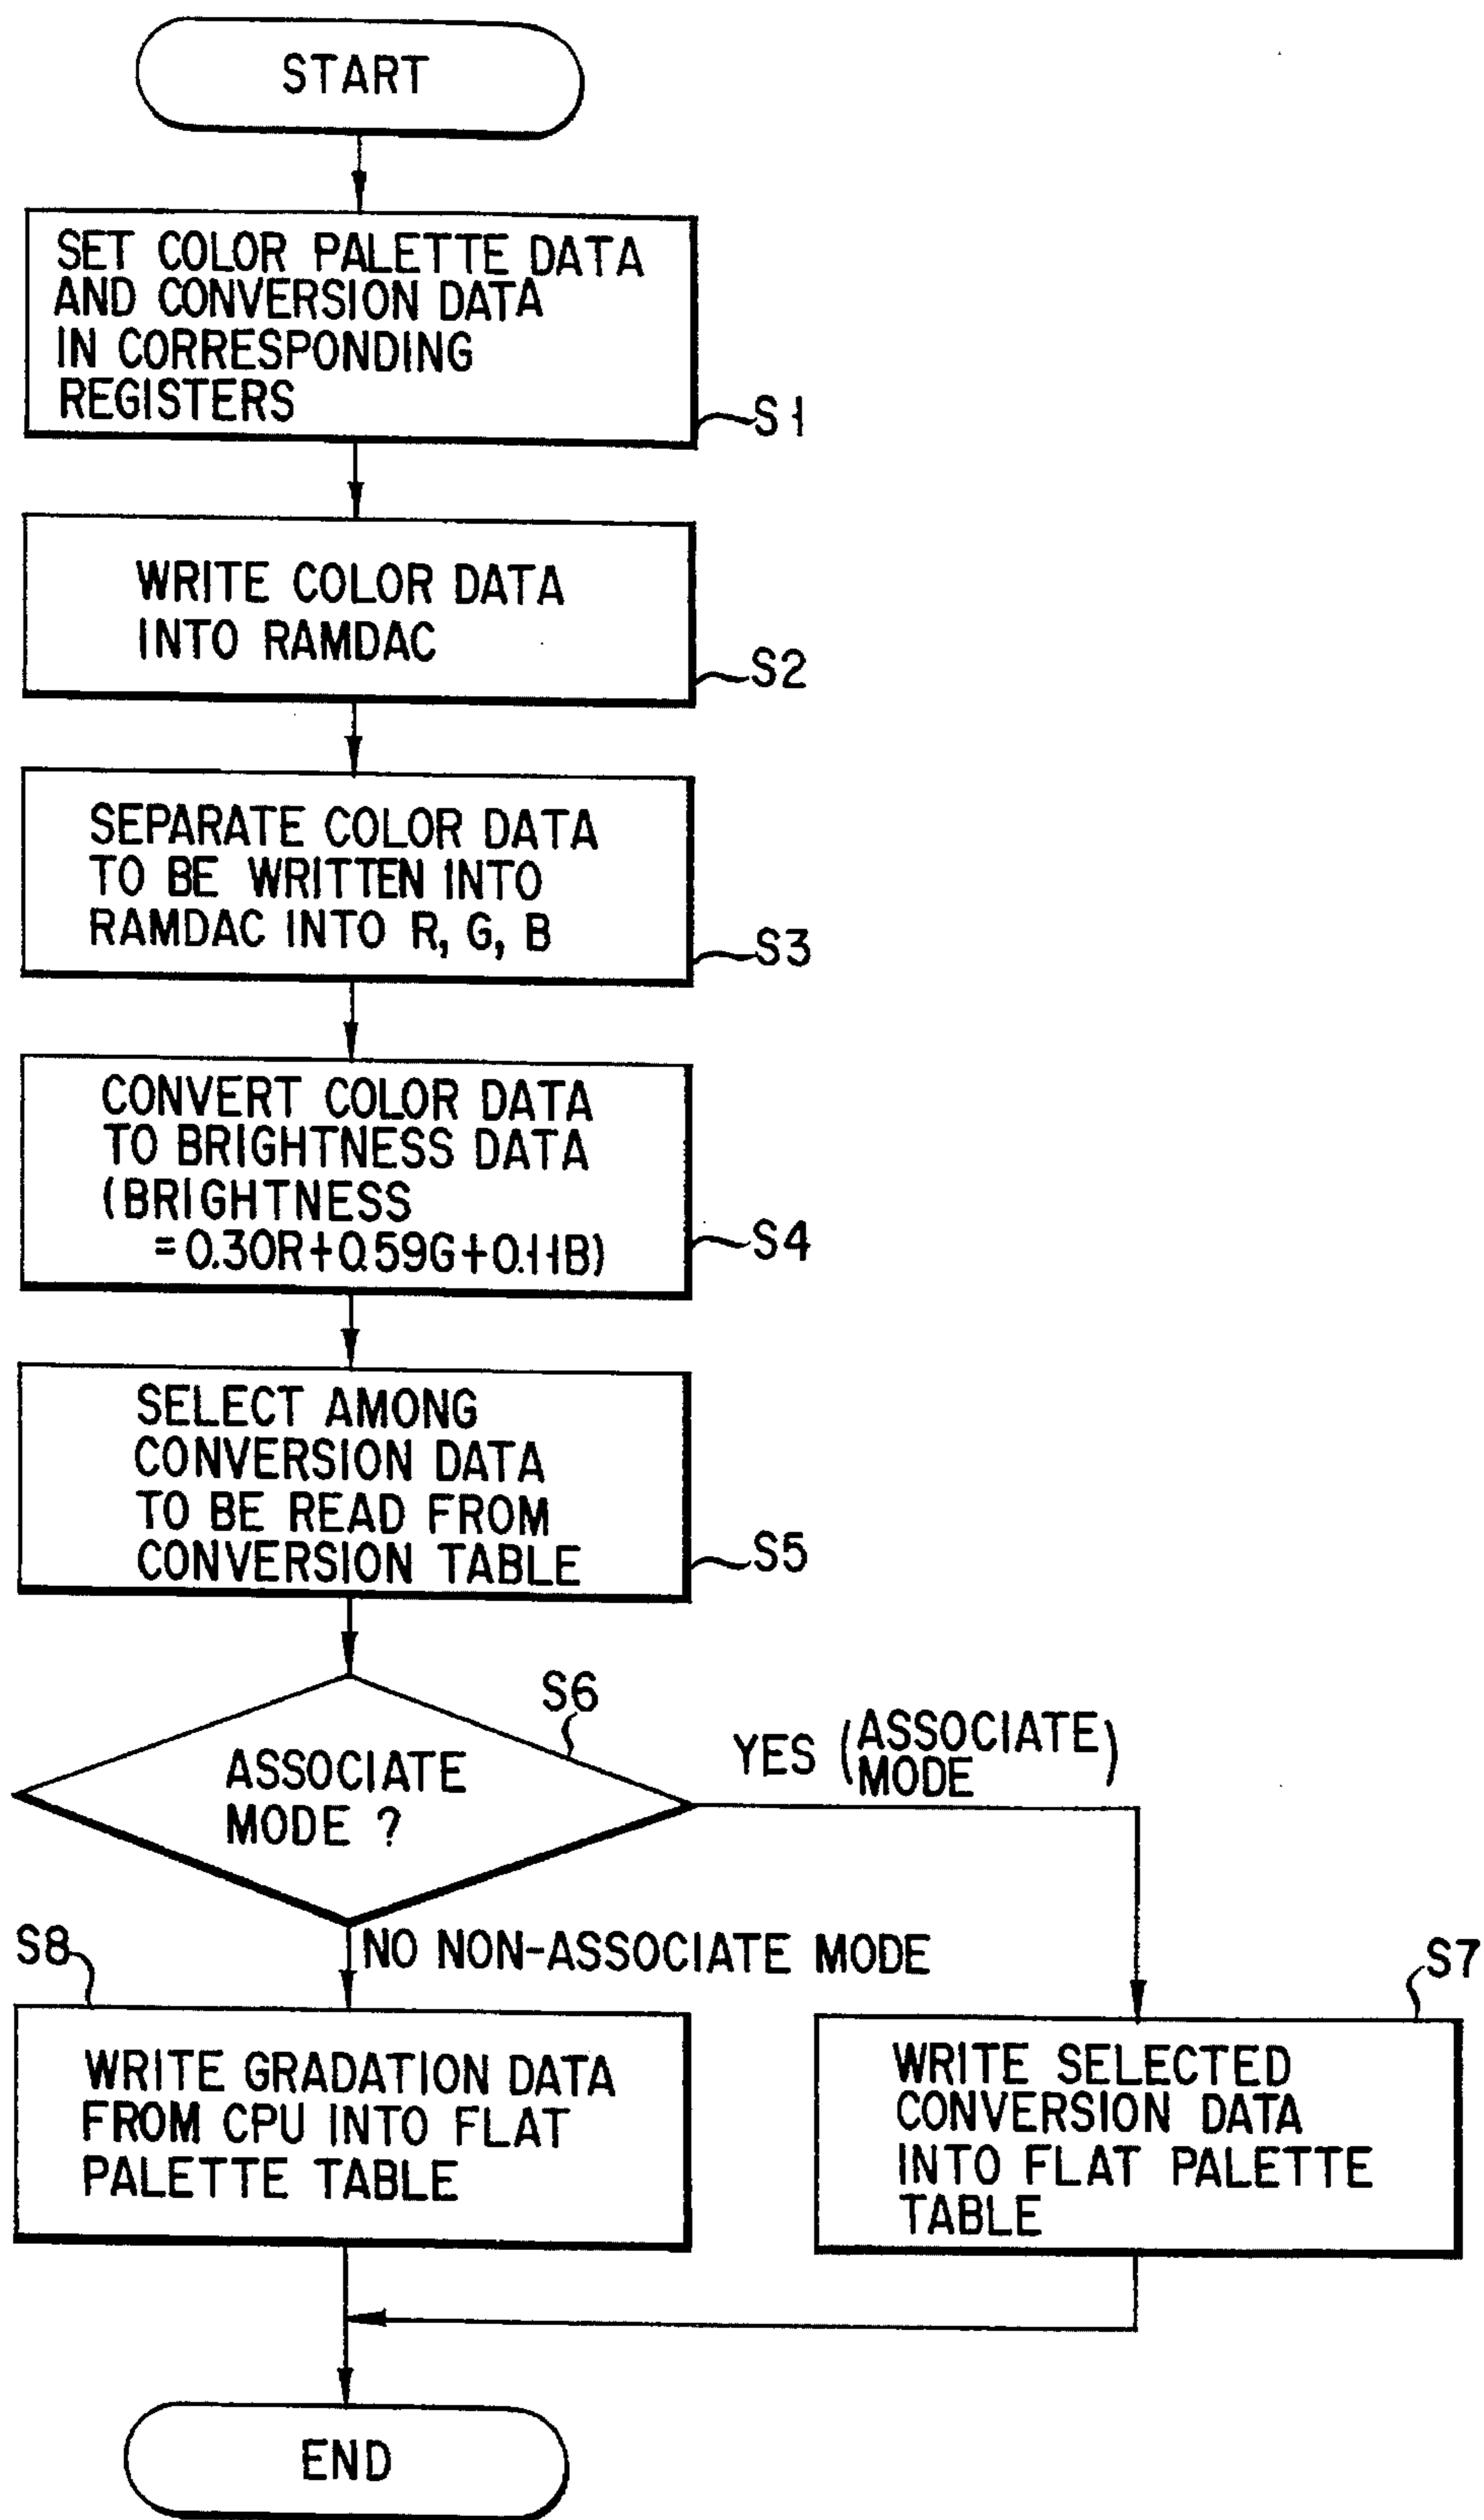 START
SET COLOR PALETTE DATA
AND CONVERSION DATA
IN CORRESPONDING
REGISTERS
S1
WRITE COLOR DATA
INTO RAMDAC
S2
SEPARATE COLOR DATA
TO BE WRITTEN INTO
RAMDAC INTO R, G, B
S3
CONVERT COLOR DATA
TO BRIGHTNESS DATA
(BRIGHTNESS
=0.30R+0.59G+0.11B)
S4
SELECT AMONG
CONVERSION DATA
TO BE READ FROM
CONVERSION TABLE
S5
S6
ASSOCIATE
MODE ?
YES (ASSOCIATE
MODE)
NO NON-ASSOCIATE MODE
S8
WRITE GRADATION DATA
FROM CPU INTO FLAT
PALETTE TABLE
S7
WRITE SELECTED
CONVERSION DATA
INTO FLAT PALETTE
TABLE
END